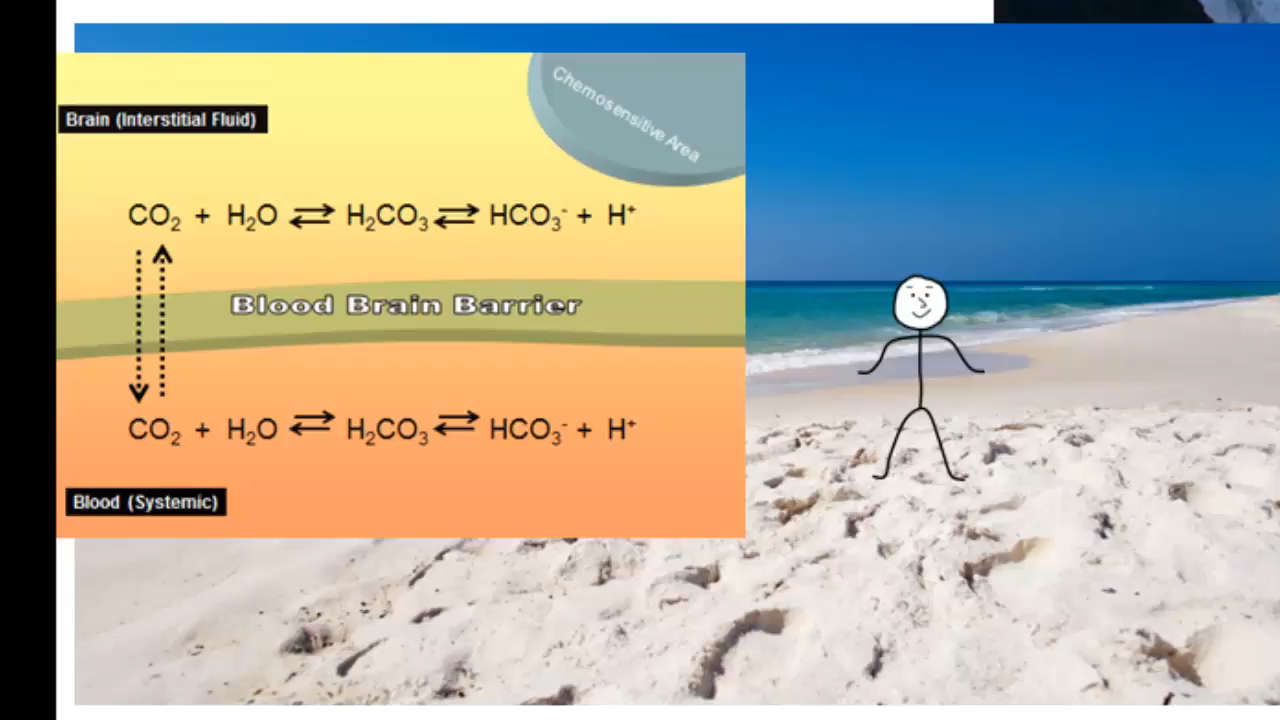 Chemosensitive Area
Brain (Interstitial Fluid)
CO₂ + H₂O ⇌ H₂CO₃ ⇌ HCO₃⁻ + H⁺
Blood Brain Barrier
CO₂ + H₂O ⇌ H₂CO₃ ⇌ HCO₃⁻ + H⁺
Blood (Systemic)